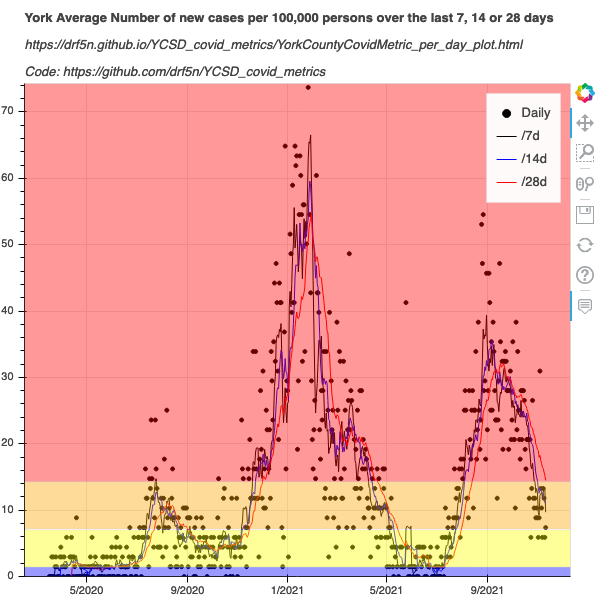 York Average Number of new cases per 100,000 persons over the last 7, 14 or 28 days
https://drf5n.github.io/YCSD_covid_metrics/YorkCountyCovidMetric_per_day_plot.html
Code: https://github.com/drf5n/YCSD_covid_metrics
Daily
/7d
/14d
/28d
70
60
50
40
30
20
10
0
5/2020
9/2020
1/2021
5/2021
9/2021